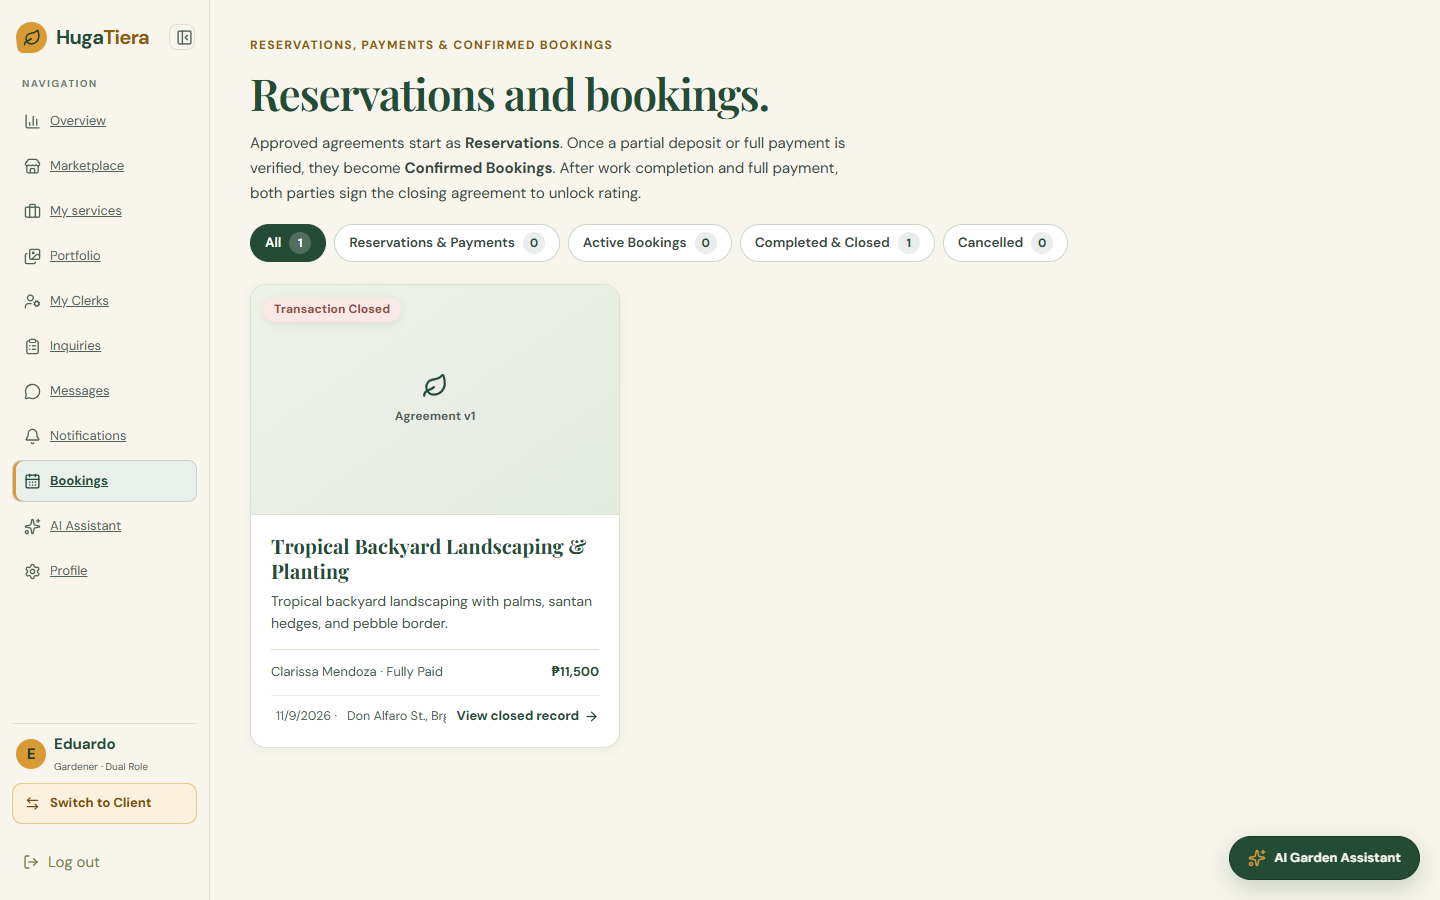 HugaTiera
NAVIGATION
Overview
Marketplace
My services
Portfolio
My Clerks
Inquiries
Messages
Notifications
Bookings
AI Assistant
Profile
E
Eduardo
Gardener · Dual Role
Switch to Client
Log out
RESERVATIONS, PAYMENTS & CONFIRMED BOOKINGS
Reservations and bookings.
Approved agreements start as Reservations. Once a partial deposit or full payment is
verified, they become Confirmed Bookings. After work completion and full payment,
both parties sign the closing agreement to unlock rating.
All 1
Reservations & Payments 0
Active Bookings 0
Completed & Closed 1
Cancelled 0
Transaction Closed
Agreement v1
Tropical Backyard Landscaping &
Planting
Tropical backyard landscaping with palms, santan
hedges, and pebble border.
Clarissa Mendoza · Fully Paid ₱11,500
11/9/2026 · Don Alfaro St., Brg View closed record →
AI Garden Assistant